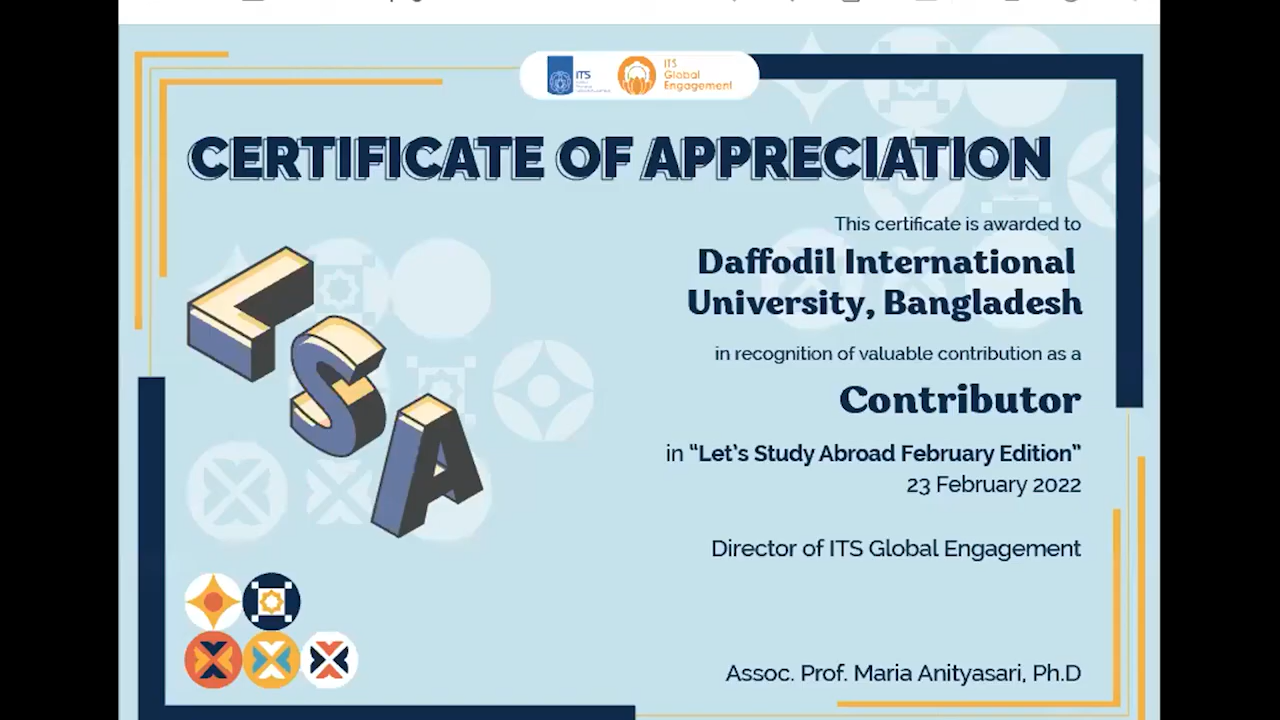 ITS
ITS
Global
Engagement
CERTIFICATE OF APPRECIATION
This certificate is awarded to
Daffodil International
University, Bangladesh
in recognition of valuable contribution as a
Contributor
in “Let’s Study Abroad February Edition”
23 February 2022
Director of ITS Global Engagement
Assoc. Prof. Maria Anityasari, Ph.D
L
S
A